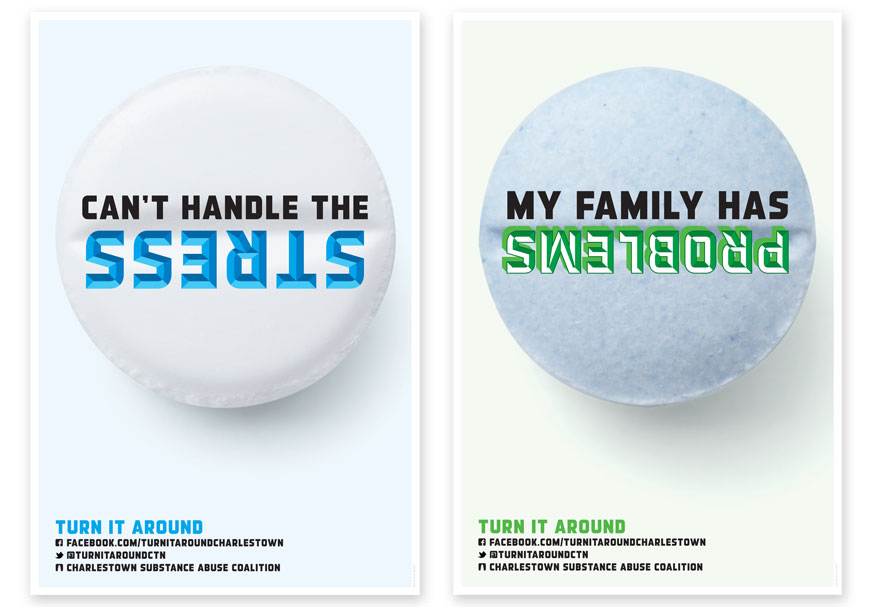 CAN'T HANDLE THE
STRESS
TURN IT AROUND
FACEBOOK.COM/TURNITAROUNDCHARLESTOWN
@TURNITAROUNDCTN
CHARLESTOWN SUBSTANCE ABUSE COALITION
MY FAMILY HAS
PROBLEMS
TURN IT AROUND
FACEBOOK.COM/TURNITAROUNDCHARLESTOWN
@TURNITAROUNDCTN
CHARLESTOWN SUBSTANCE ABUSE COALITION